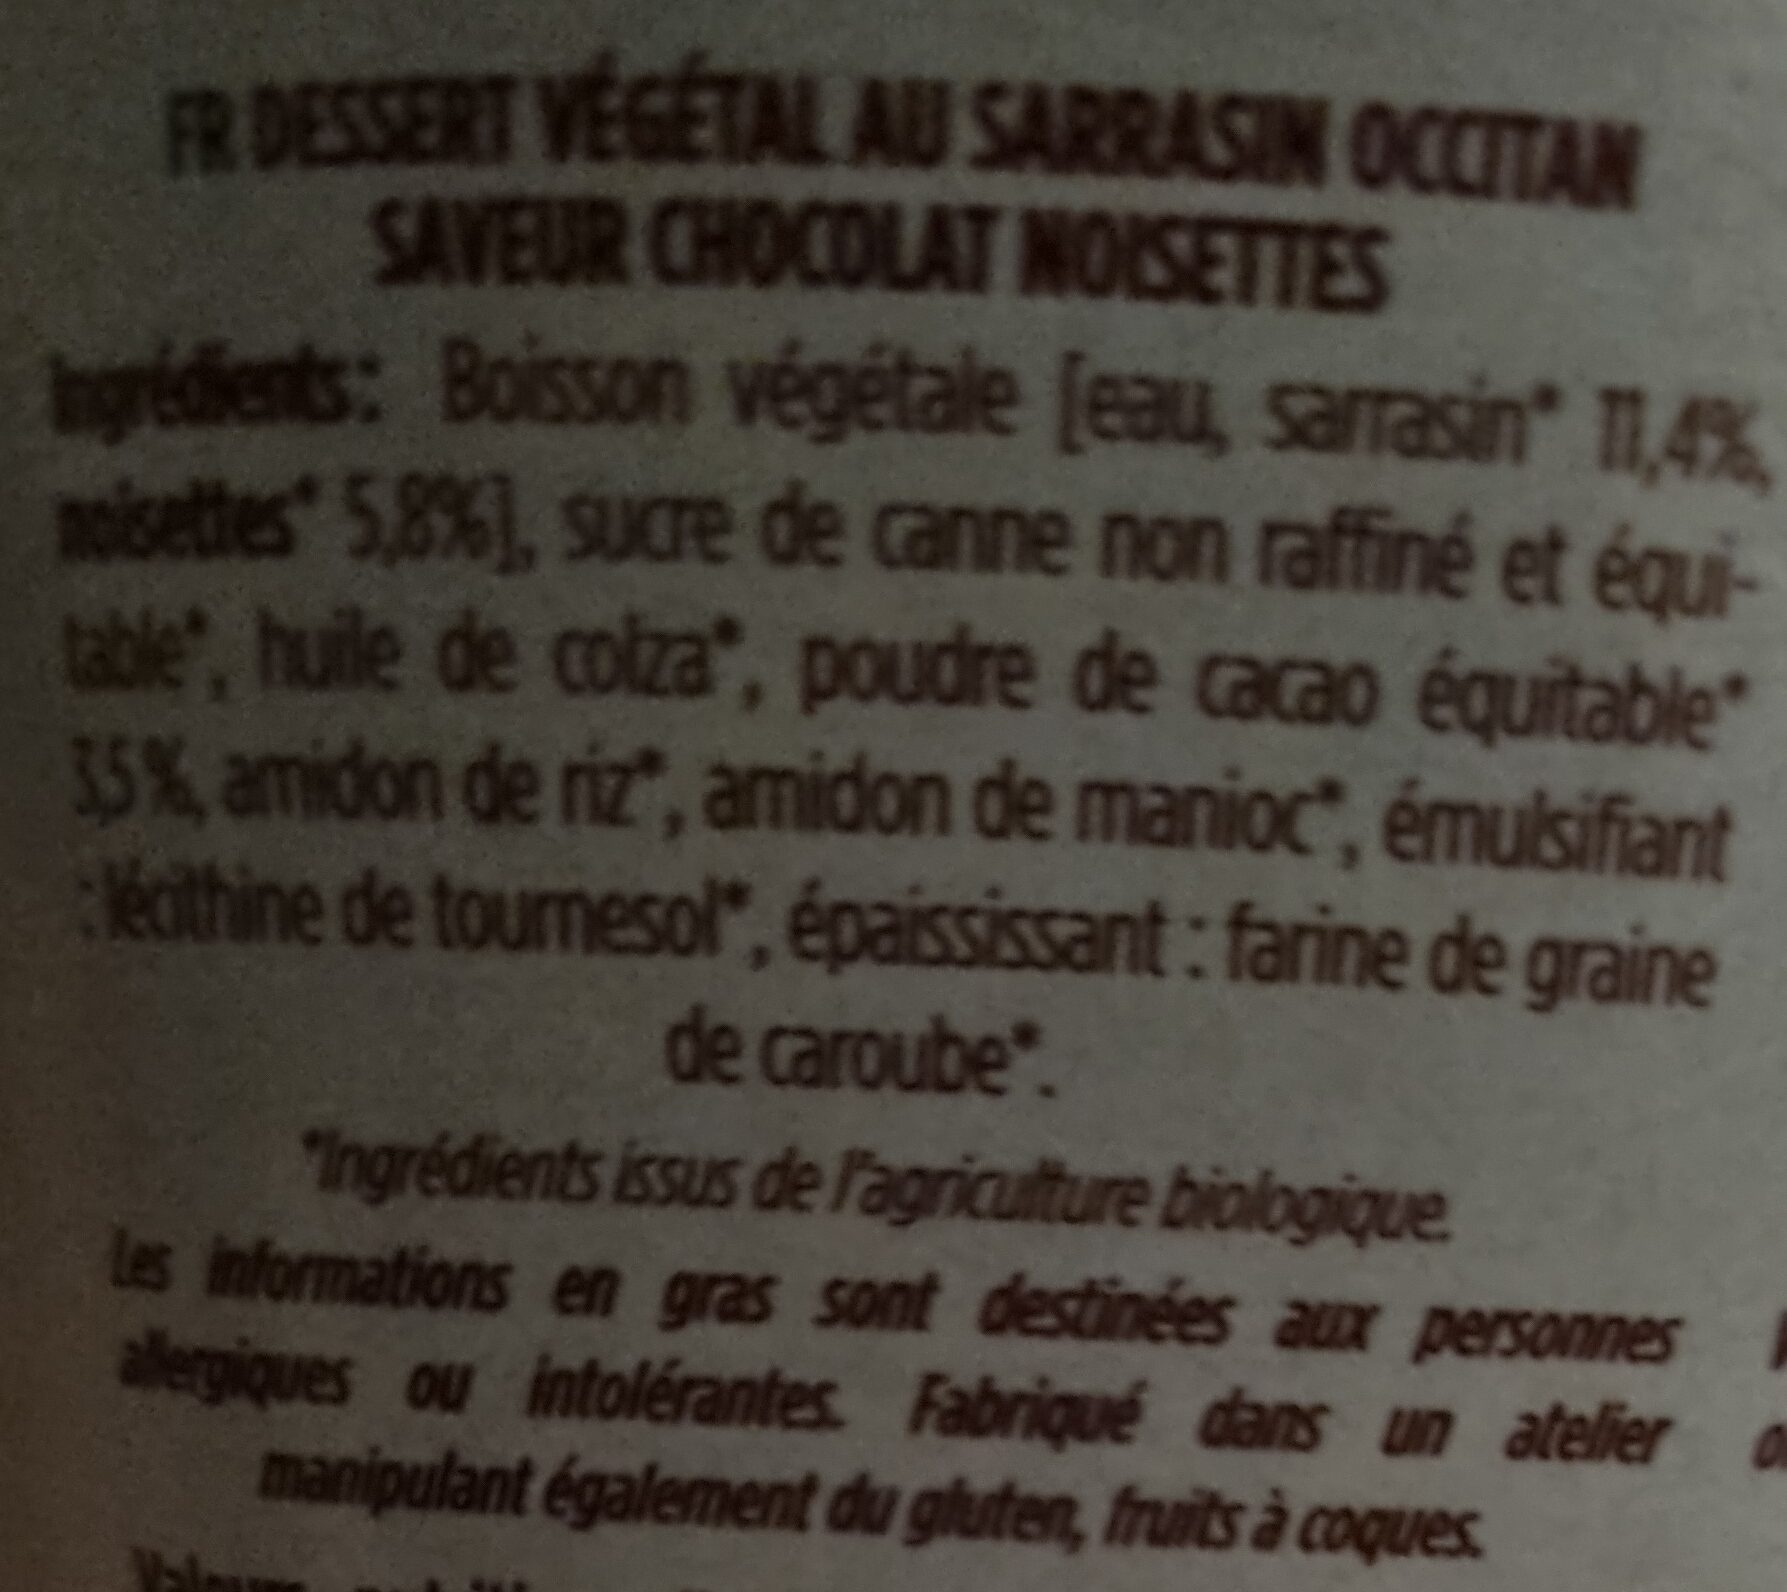 FR DESSERT VÉGÉTAL AU SARRASIN OCCITAN
SAVEUR CHOCOLAT NOISETTES
Ingrédients : Boisson végétale [eau, sarrasin* 11,4%,
noisettes* 5,8%], sucre de canne non raffiné et équi-
table*, huile de colza*, poudre de cacao équitable*
3,5 %, amidon de riz*, amidon de manioc*, émulsifiant
: lécithine de tournesol*, épaississant : farine de graine
de caroube*.
*Ingrédients issus de l'agriculture biologique.
Les informations en gras sont destinées aux personnes
allergiques ou intolérantes. Fabriqué dans un atelier
manipulant également du gluten, fruits à coques.